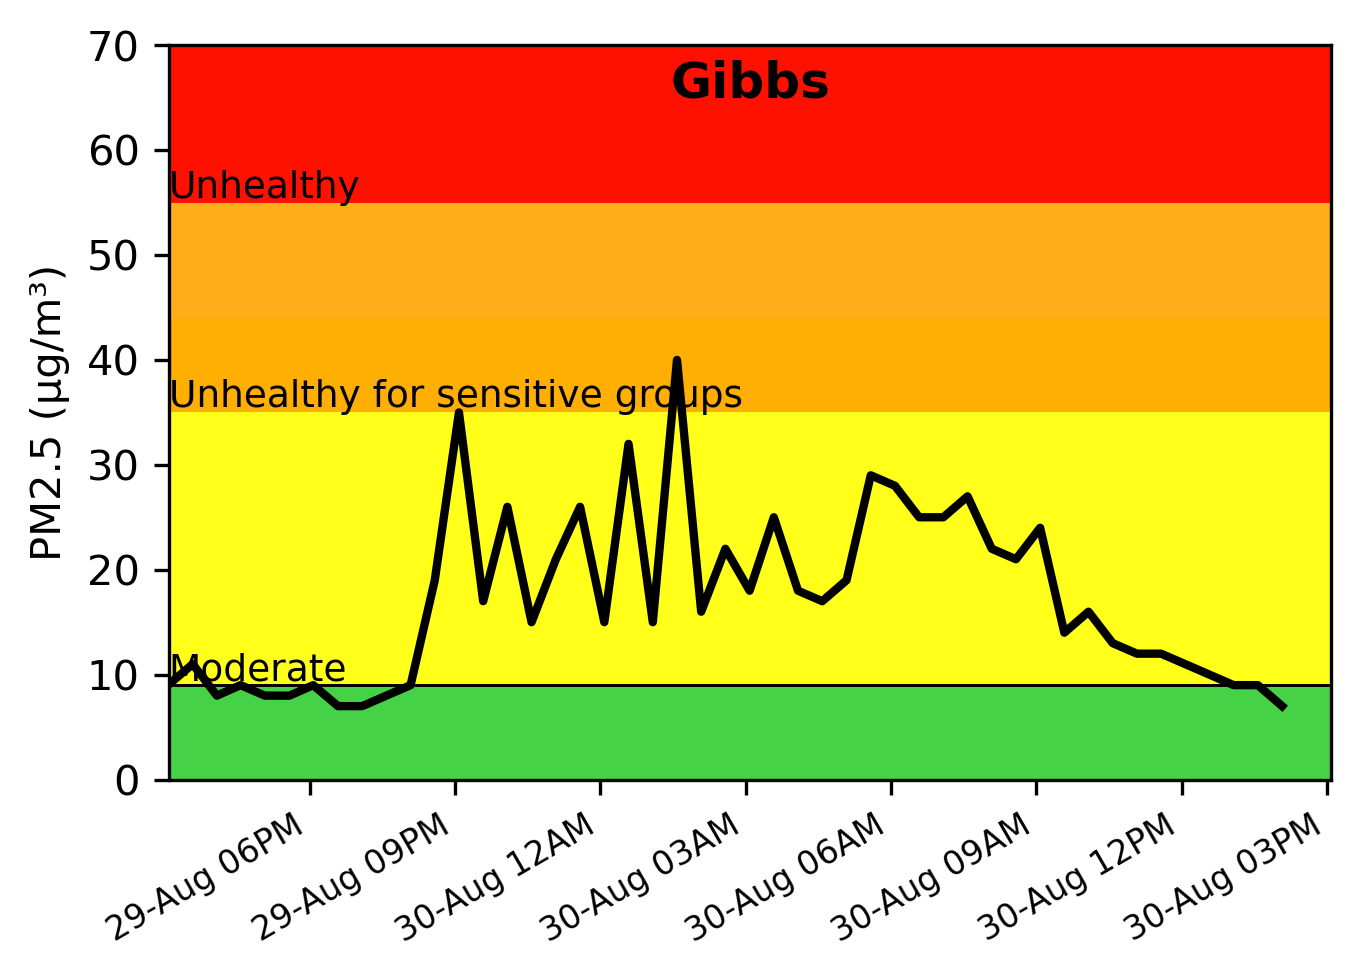 Gibbs
70
60
50
40
30
20
10
0
PM2.5 (µg/m³)
Unhealthy
Unhealthy for sensitive groups
Moderate
29-Aug 06PM
29-Aug 09PM
30-Aug 12AM
30-Aug 03AM
30-Aug 06AM
30-Aug 09AM
30-Aug 12PM
30-Aug 03PM